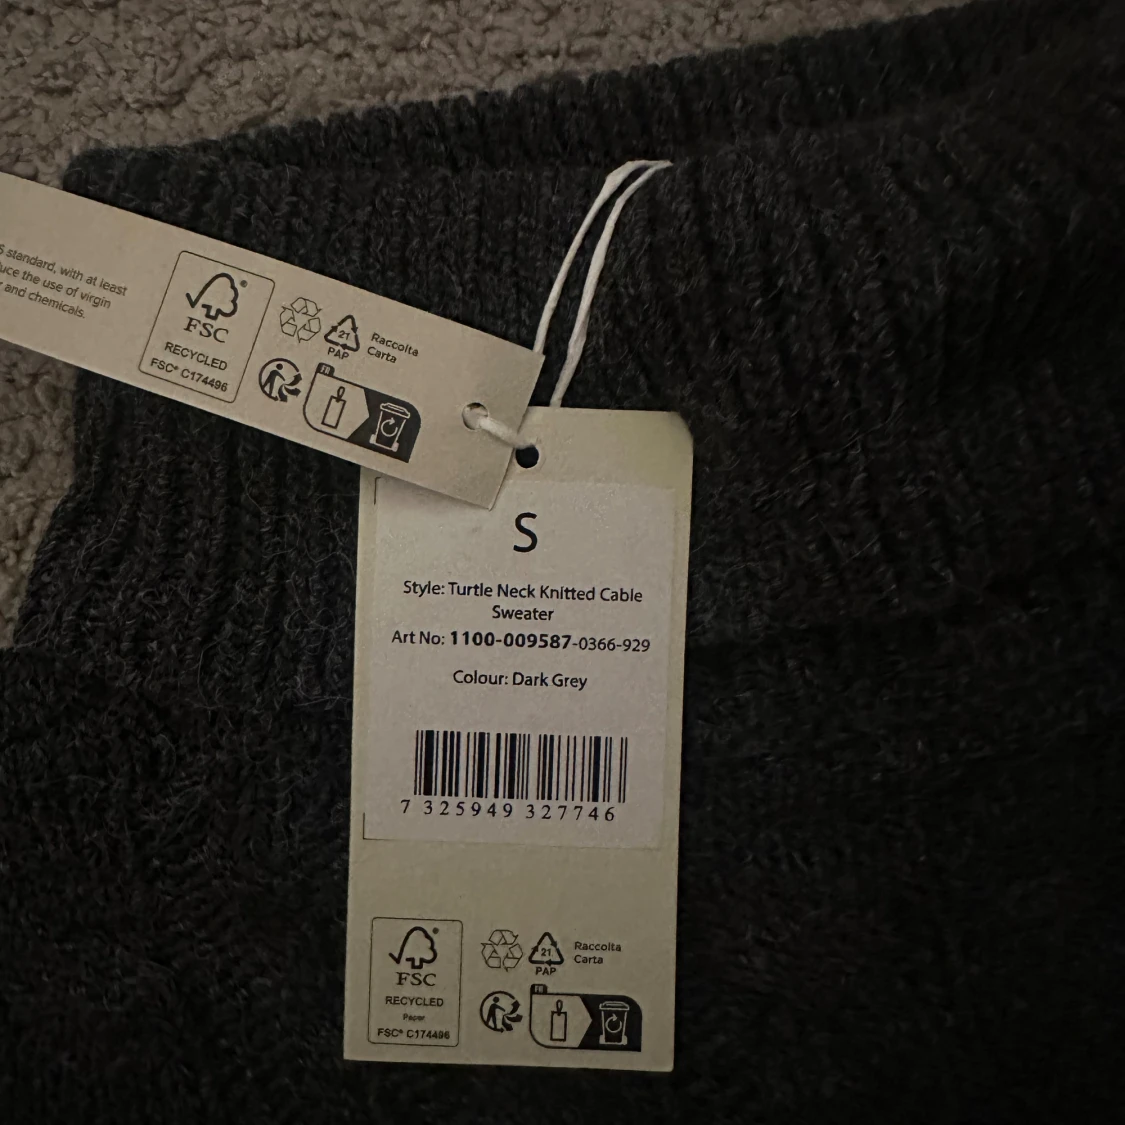 S standard, with at least
uce the use of virgin
and chemicals.
FSC®
RECYCLED
FSC® C174496
21
PAP
Raccolta
Carta
FR
S
Style: Turtle Neck Knitted Cable
Sweater
Art No: 1100-009587-0366-929
Colour: Dark Grey
7 325949 327746
FSC®
RECYCLED
Paper
FSC® C174496
21
PAP
Raccolta
Carta
FR